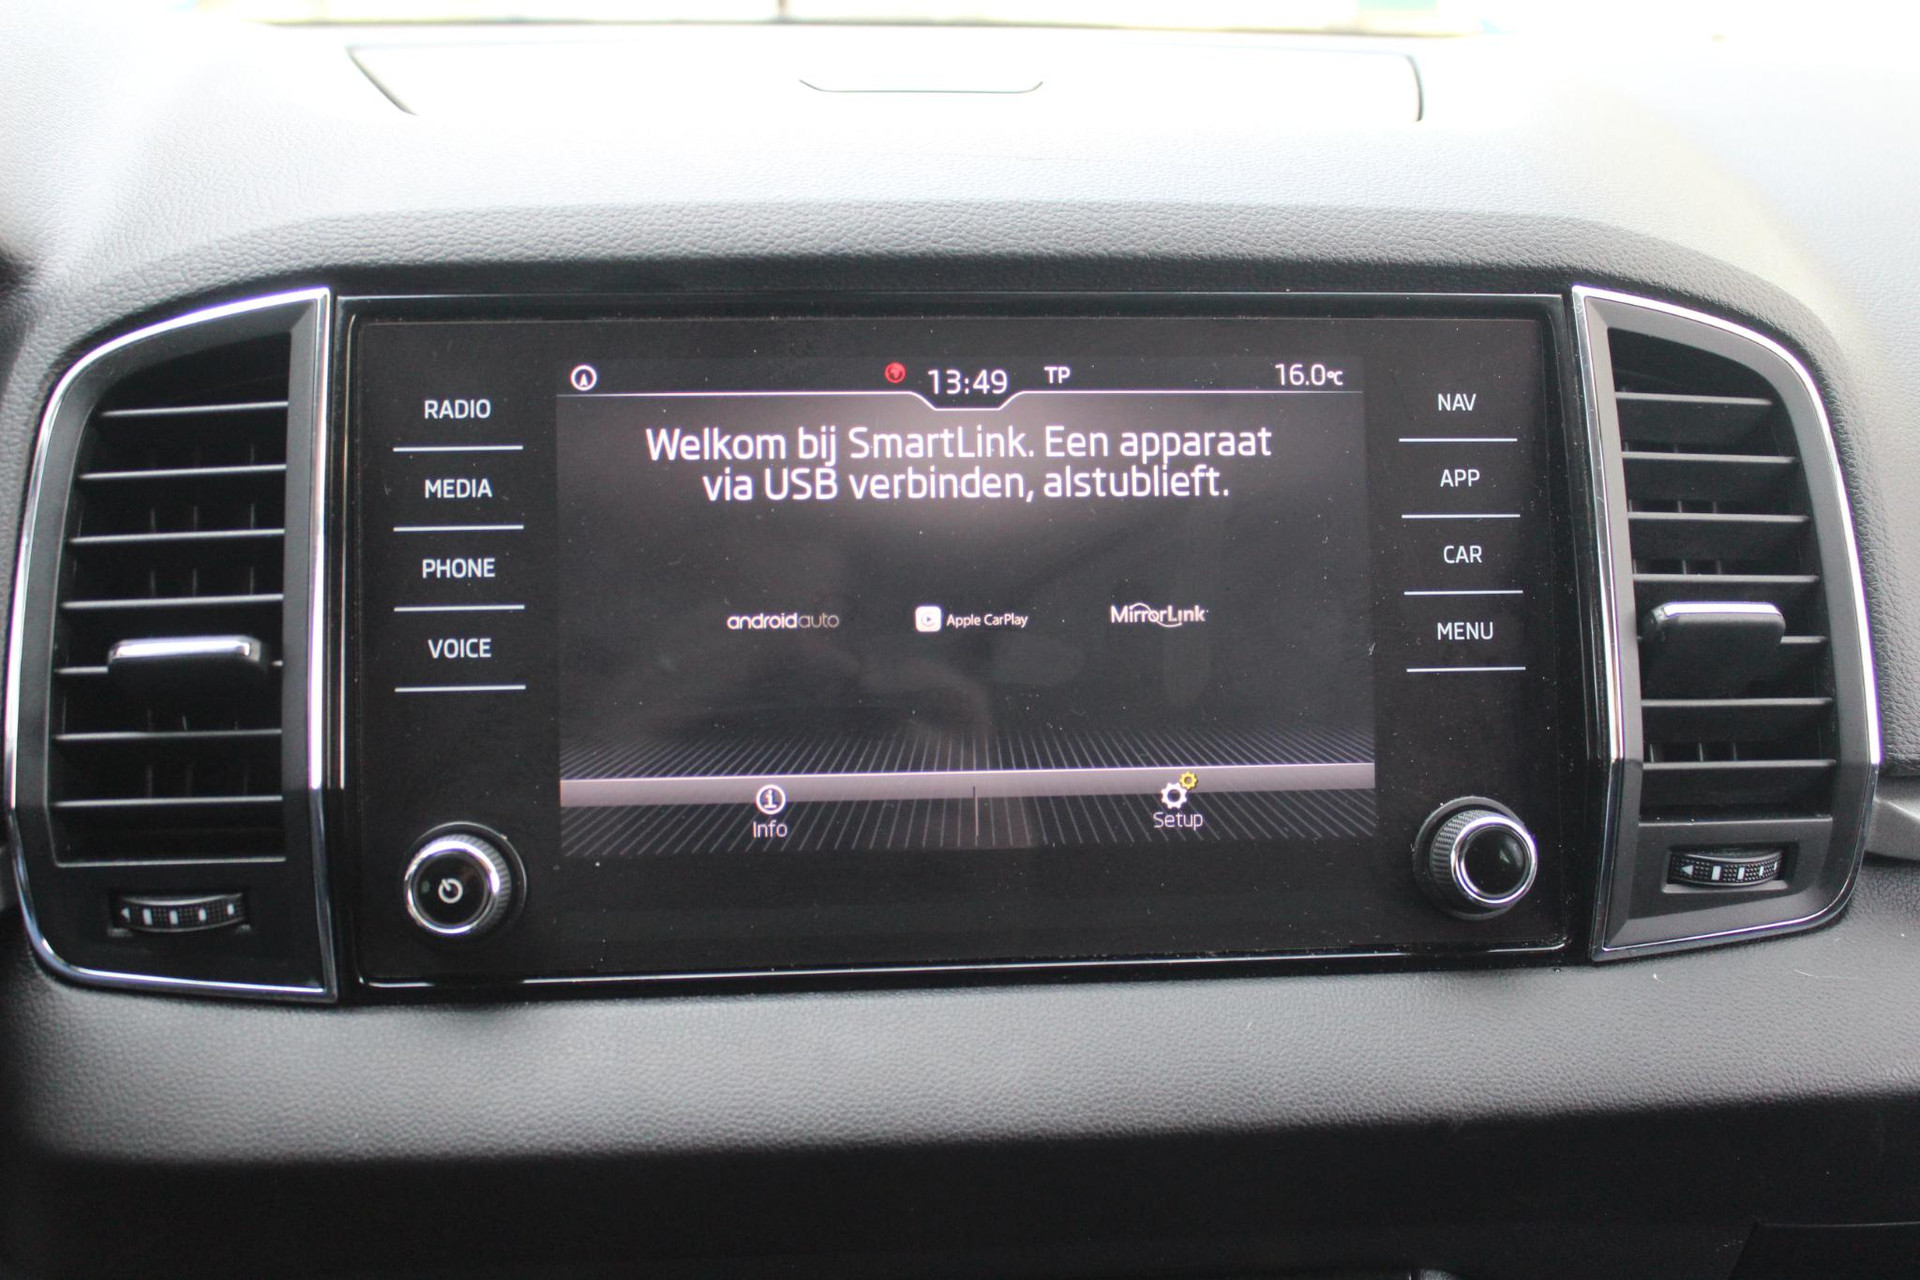 RADIO
MEDIA
PHONE
VOICE
13:49
TP
16.0°C
Welkom bij SmartLink. Een apparaat
via USB verbinden, alstublieft.
androidauto
Apple CarPlay
MirrorLink
Info
Setup
NAV
APP
CAR
MENU